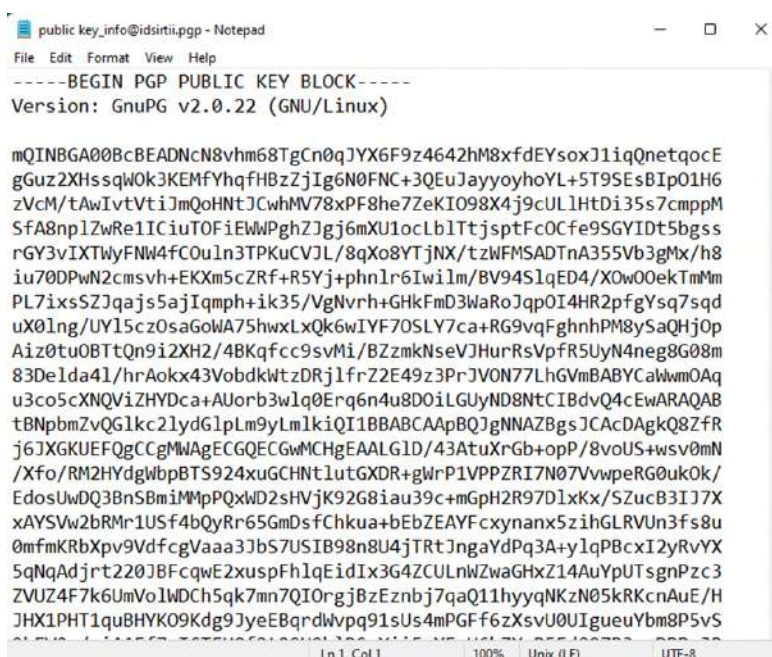 public key_info@idsirtii.pgp - Notepad
File Edit Format View Help
-----BEGIN PGP PUBLIC KEY BLOCK-----
Version: GnuPG v2.0.22 (GNU/Linux)
mQINBGA00BcBEADNcN8vhm68TgCn0qJYX6F9z4642hM8xfdEYsoxJ1iqQnetqocE
gGuz2XHssqWOk3KEMfYhqfHBzZjIg6N0FNC+3QEuJayyoyhoYL+5T9SEsBIpO1H6
zVcM/tAwIvtVtiJmQoHNtJCwhMV78xPF8he7ZeKIO98X4j9cULlHtDi35s7cmppM
SfA8nplZwRe1ICiuTOFiEWWPghZJgj6mXU1ocLblTtjsptFcOCfe9SGYIDt5bgss
rGY3vIXTWyFNW4fCOuln3TPKuCVJL/8qXo8YTjNX/tzWFMSADTnA355Vb3gMx/h8
iu70DPwN2cmsvh+EKXm5cZRf+R5Yj+phnlr6Iwilm/BV94SlqED4/XOwOOekTmMm
PL7ixsSZJqajs5ajIqmph+ik35/VgNvrh+GHkFmD3WaRoJqpOI4HR2pfgYsq7sqd
uX0lng/UYl5czOsaGoWA75hwxLxQk6wIYF7OSLY7ca+RG9vqFghnhPM8ySaQHjOp
Aiz0tuOBTtQn9i2XH2/4BKqfcc9svMi/BZzmkNseVJHurRsVpfR5UyN4neg8G08m
83Delda4l/hrAokx43VobdkWtzDRjlfrZ2E49z3PrJVON77LhGVmBABYCaWwmOAq
u3co5cXNQViZHYDca+AUorb3wlq0Erq6n4u8DOiLGUyND8NtCIBdvQ4cEwARAQAB
tBNpbmZvQGlkc2lydGlpLm9yLmlkiQI1BBABCAApBQJgNNAZBgsJCAcDAgkQ8ZfR
j6JXGKUEFQgCCgMWAgECGQECGwMCHgEAALGlD/43AtuXrGb+opP/8voUS+wsv0mN
/Xfo/RM2HYdgWbpBTS924xuGCHNtlutGXDR+gWrP1VPPZRI7N07VvwpeRG0ukOk/
EdosUwDQ3BnSBmiMMpPQxWD2sHVjK92G8iau39c+mGpH2R97DlxKx/SZucB3IJ7X
xAYSVw2bRMr1USf4bQyRr65GmDsfChkua+bEbZEAYFcxynanx5zihGLRVUn3fs8u
0mfmKRbXpv9VdfcgVaaa3JbS7USIB98n8U4jTRtJngaYdPq3A+ylqPBcxI2yRvYX
5qNqAdjrt220JBFcqwE2xuspFhlqEidIx3G4ZCULnWZwaGHxZ14AuYpUTsgnPzc3
ZVUZ4F7k6UmVolWDCh5qk7mn7QIOrgjBzEznbj7qaQ11hyyqNKzN05kRKcnAuE/H
JHX1PHT1quBHYKO9Kdg9JyeEBqrdWvpq91sUs4mPGFf6zXsvU0UIgueuYbm8P5vS
Ln 1, Col 1 100% Unix (LF) UTF-8